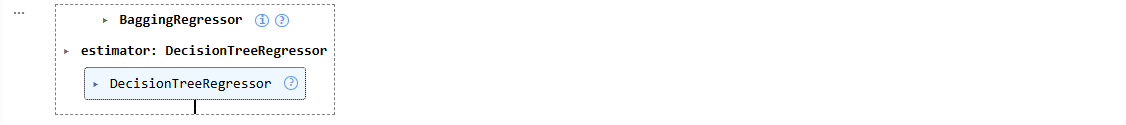 ...
BaggingRegressor i ?
estimator: DecisionTreeRegressor
DecisionTreeRegressor ?